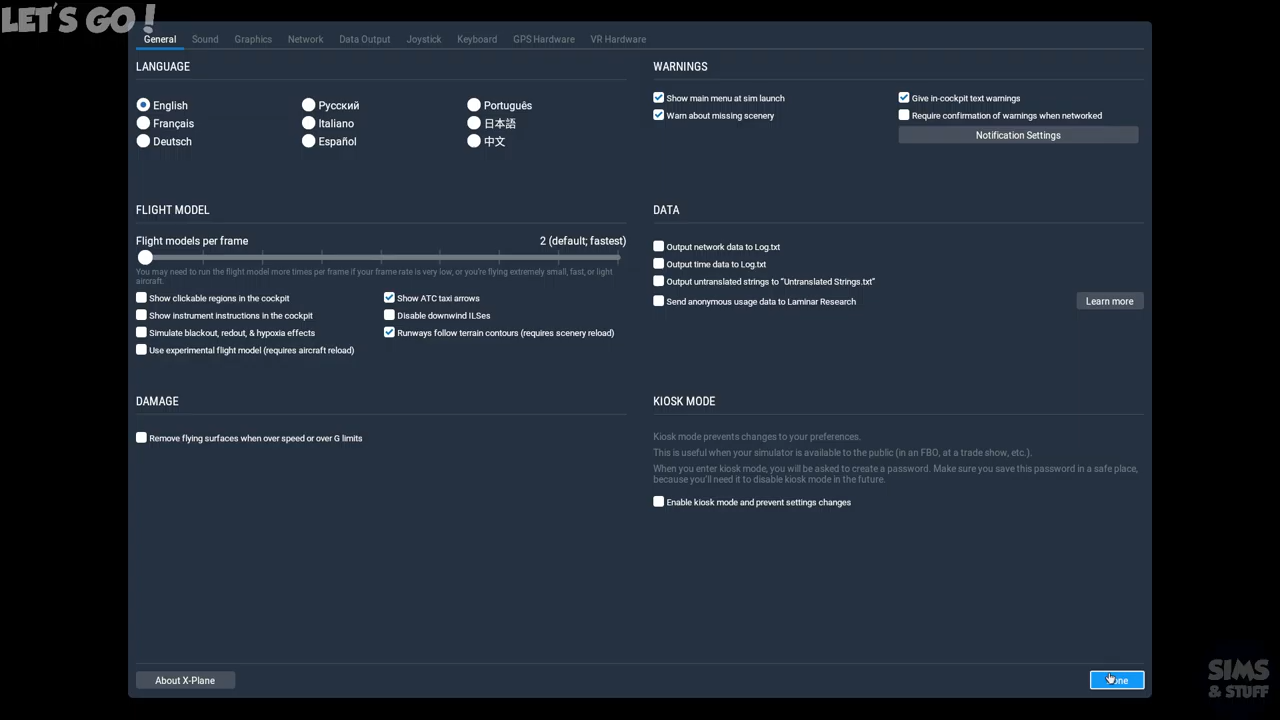 LET'S GO !
General Sound Graphics Network Data Output Joystick Keyboard GPS Hardware VR Hardware
LANGUAGE
English Русский Português
Français Italiano 日本語
Deutsch Español 中文
WARNINGS
Show main menu at sim launch Give in-cockpit text warnings
Warn about missing scenery Require confirmation of warnings when networked
Notification Settings
FLIGHT MODEL
Flight models per frame 2 (default; fastest)
You may need to run the flight model more times per frame if your frame rate is very low, or you're flying extremely small, fast, or light
aircraft.
Show clickable regions in the cockpit Show ATC taxi arrows
Show instrument instructions in the cockpit Disable downwind ILSes
Simulate blackout, redout, & hypoxia effects Runways follow terrain contours (requires scenery reload)
Use experimental flight model (requires aircraft reload)
DATA
Output network data to Log.txt
Output time data to Log.txt
Output untranslated strings to "Untranslated Strings.txt"
Send anonymous usage data to Laminar Research Learn more
DAMAGE
Remove flying surfaces when over speed or over G limits
KIOSK MODE
Kiosk mode prevents changes to your preferences.
This is useful when your simulator is available to the public (in an FBO, at a trade show, etc.).
When you enter kiosk mode, you will be asked to create a password. Make sure you save this password in a safe place,
because you'll need it to disable kiosk mode in the future.
Enable kiosk mode and prevent settings changes
About X-Plane
SIMS
& STUFF